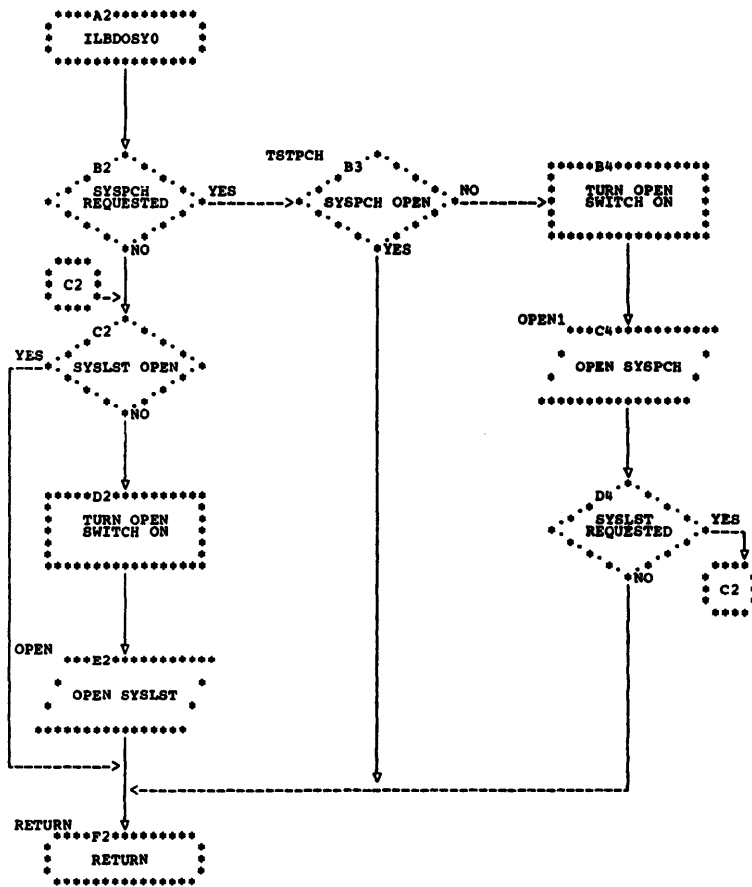 A2
ILBDOSY0
B2
SYSPCH
REQUESTED
YES
NO
TSTPCH
B3
SYSPCH OPEN
NO
YES
B4
TURN OPEN
SWITCH ON
C2
C2
YES
SYSLST OPEN
NO
OPEN1
C4
OPEN SYSPCH
D2
TURN OPEN
SWITCH ON
D4
SYSLST
REQUESTED
YES
NO
C2
OPEN
E2
OPEN SYSLST
RETURN
F2
RETURN